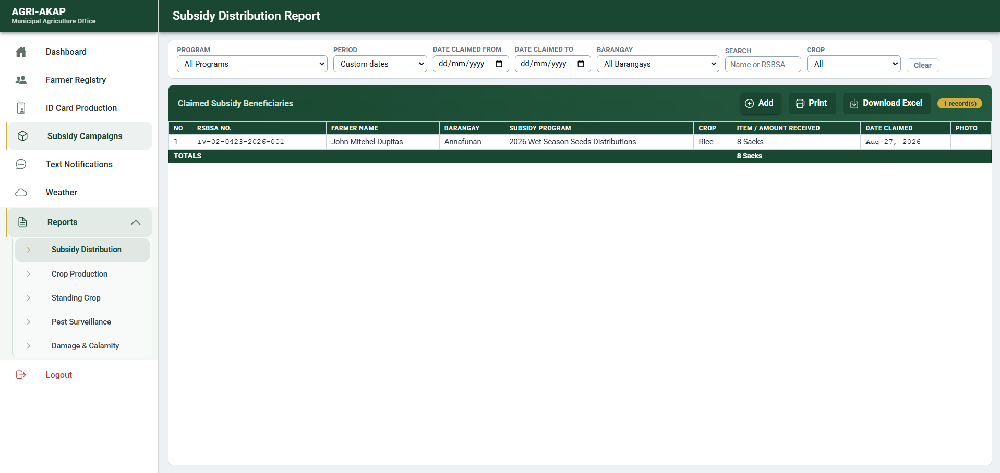 AGRI-AKAP
Municipal Agriculture Office
Dashboard
Farmer Registry
ID Card Production
Subsidy Campaigns
Text Notifications
Weather
Reports
Subsidy Distribution
Crop Production
Standing Crop
Pest Surveillance
Damage & Calamity
Logout
Subsidy Distribution Report
PROGRAM PERIOD DATE CLAIMED FROM DATE CLAIMED TO BARANGAY SEARCH CROP
All Programs Custom dates dd/mm/yyyy dd/mm/yyyy All Barangays Name or RSBSA All Clear
Claimed Subsidy Beneficiaries Add Print Download Excel 1 record(s)
NO RSBSA NO. FARMER NAME BARANGAY SUBSIDY PROGRAM CROP ITEM / AMOUNT RECEIVED DATE CLAIMED PHOTO
1 IV-02-0423-2026-001 John Mitchel Dupitas Annafunan 2026 Wet Season Seeds Distributions Rice 8 Sacks Aug 27, 2026 —
TOTALS 8 Sacks